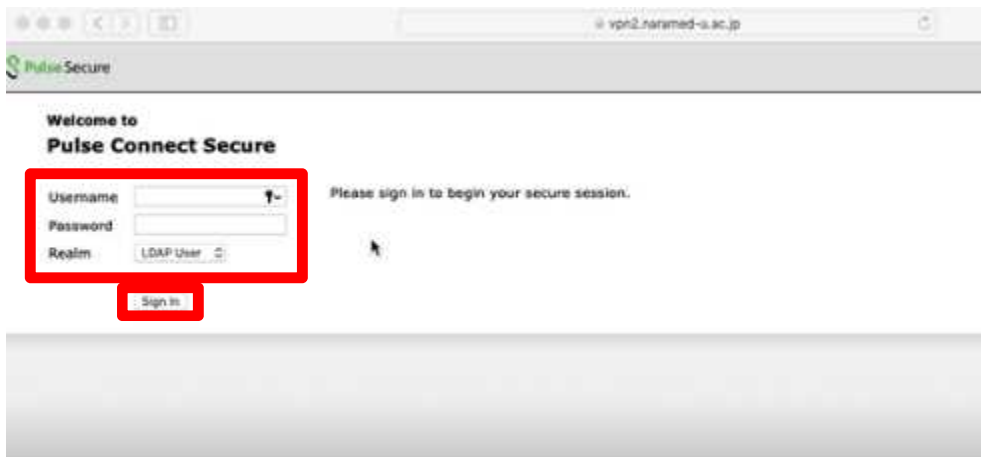 vpn2.naramed-u.ac.jp
Pulse Secure
Welcome to
Pulse Connect Secure
Username
Please sign in to begin your secure session.
Password
Realm LDAP User
Sign In